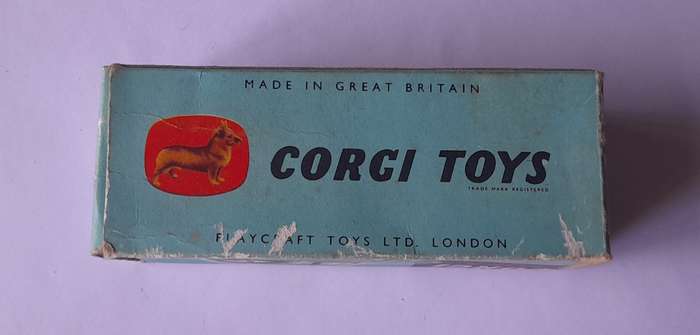 MADE IN GREAT BRITAIN
CORGI TOYS
TRADE MARK REGISTERED
PLAYCRAFT TOYS LTD. LONDON